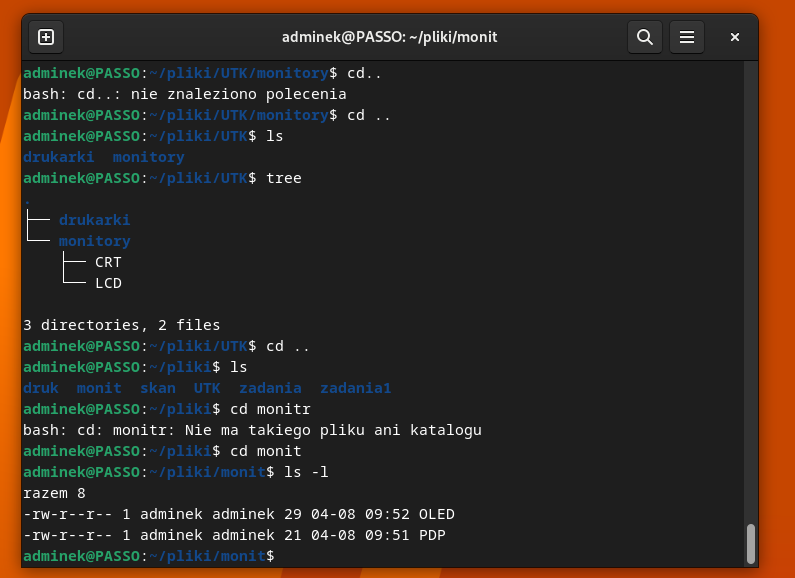 adminek@PASSO: ~/pliki/monit
adminek@PASSO:~/pliki/UTK/monitory$ cd..
bash: cd..: nie znaleziono polecenia
adminek@PASSO:~/pliki/UTK/monitory$ cd ..
adminek@PASSO:~/pliki/UTK$ ls
drukarki  monitory
adminek@PASSO:~/pliki/UTK$ tree
.
├── drukarki
└── monitory
    ├── CRT
    └── LCD
3 directories, 2 files
adminek@PASSO:~/pliki/UTK$ cd ..
adminek@PASSO:~/pliki$ ls
druk  monit  skan  UTK  zadania  zadania1
adminek@PASSO:~/pliki$ cd monitr
bash: cd: monitr: Nie ma takiego pliku ani katalogu
adminek@PASSO:~/pliki$ cd monit
adminek@PASSO:~/pliki/monit$ ls -l
razem 8
-rw-r--r-- 1 adminek adminek 29 04-08 09:52 OLED
-rw-r--r-- 1 adminek adminek 21 04-08 09:51 PDP
adminek@PASSO:~/pliki/monit$